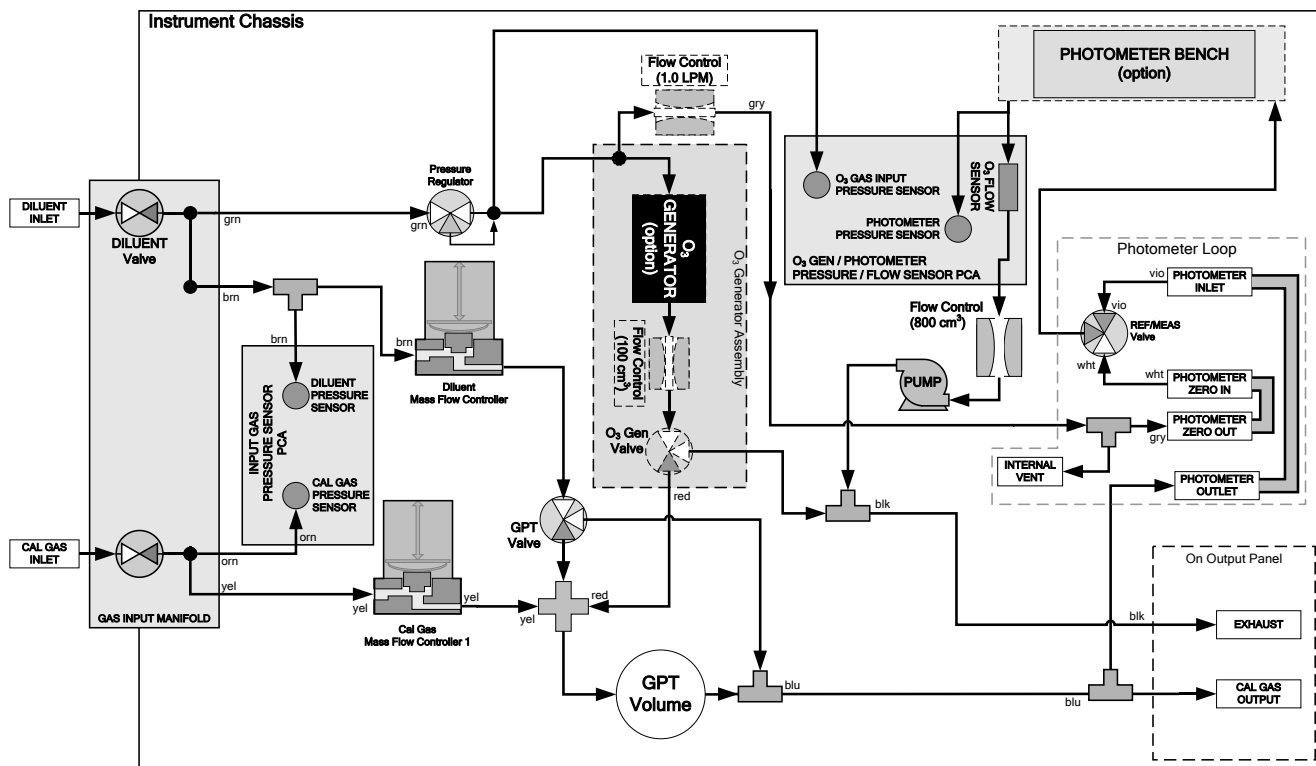 Instrument Chassis
Flow Control
(1.0 LPM)
gry
PHOTOMETER BENCH
(option)
DILUENT
INLET
DILUENT
Valve
grn
Pressure
Regulator
grn
O₃
GENERATOR
(option)
O₃ Generator Assembly
O₃ GAS INPUT
PRESSURE SENSOR
O₃ FLOW
SENSOR
PHOTOMETER
PRESSURE SENSOR
O₃ GEN / PHOTOMETER
PRESSURE / FLOW SENSOR PCA
Photometer Loop
vio
PHOTOMETER
INLET
vio
REF/MEAS
Valve
wht
wht
PHOTOMETER
ZERO IN
PHOTOMETER
ZERO OUT
gry
INTERNAL
VENT
PHOTOMETER
OUTLET
Flow Control
(800 cm³)
PUMP
brn
brn
brn
DILUENT
PRESSURE
SENSOR
INPUT GAS
PRESSURE SENSOR
PCA
CAL GAS
PRESSURE
SENSOR
orn
Diluent
Mass Flow Controller
Flow Control
(100 cm³)
O₃ Gen
Valve
red
blk
GPT
Valve
CAL GAS
INLET
orn
yel
GAS INPUT MANIFOLD
yel
yel
Cal Gas
Mass Flow Controller 1
yel
red
GPT
Volume
blu
blu
On Output Panel
blk
EXHAUST
CAL GAS
OUTPUT